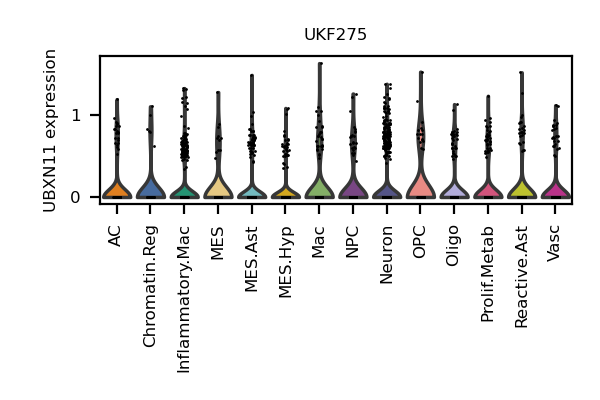 UKF275
UBXN11 expression
1
0
AC
Chromatin.Reg
Inflammatory.Mac
MES
MES.Ast
MES.Hyp
Mac
NPC
Neuron
OPC
Oligo
Prolif.Metab
Reactive.Ast
Vasc